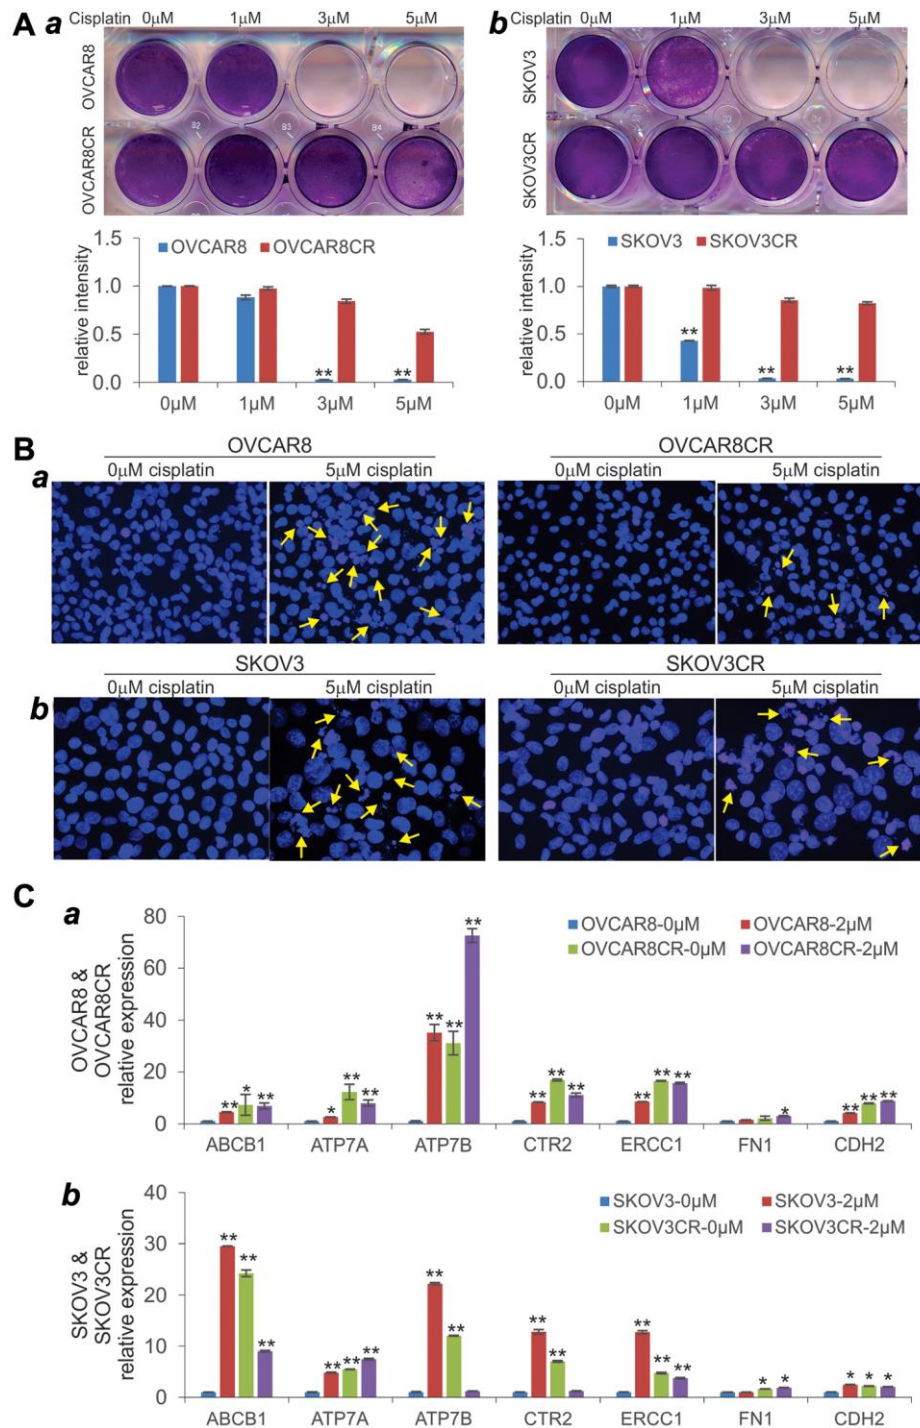 A a Cisplatin 0μM 1μM 3μM 5μM
OVCAR8
OVCAR8CR
B2 B3 B4
1.5 OVCAR8 OVCAR8CR
1.0
0.5
0.0
relative intensity
** **
0μM 1μM 3μM 5μM
b Cisplatin 0μM 1μM 3μM 5μM
SKOV3
SKOV3CR
1.5 SKOV3 SKOV3CR
1.0
0.5
0.0
relative intensity
** ** **
0μM 1μM 3μM 5μM
B OVCAR8 OVCAR8CR
a 0μM cisplatin 5μM cisplatin 0μM cisplatin 5μM cisplatin
SKOV3 SKOV3CR
b 0μM cisplatin 5μM cisplatin 0μM cisplatin 5μM cisplatin
C a
OVCAR8 &
OVCAR8CR
relative expression
80
60
40
20
0
OVCAR8-0μM OVCAR8-2μM
OVCAR8CR-0μM OVCAR8CR-2μM
** * ** * ** ** ** ** ** ** ** ** ** ** ** * ** ** **
ABCB1 ATP7A ATP7B CTR2 ERCC1 FN1 CDH2
b
SKOV3 &
SKOV3CR
relative expression
40
30
20
10
0
SKOV3-0μM SKOV3-2μM
SKOV3CR-0μM SKOV3CR-2μM
** ** ** ** ** ** ** ** ** ** ** ** ** * * * * *
ABCB1 ATP7A ATP7B CTR2 ERCC1 FN1 CDH2